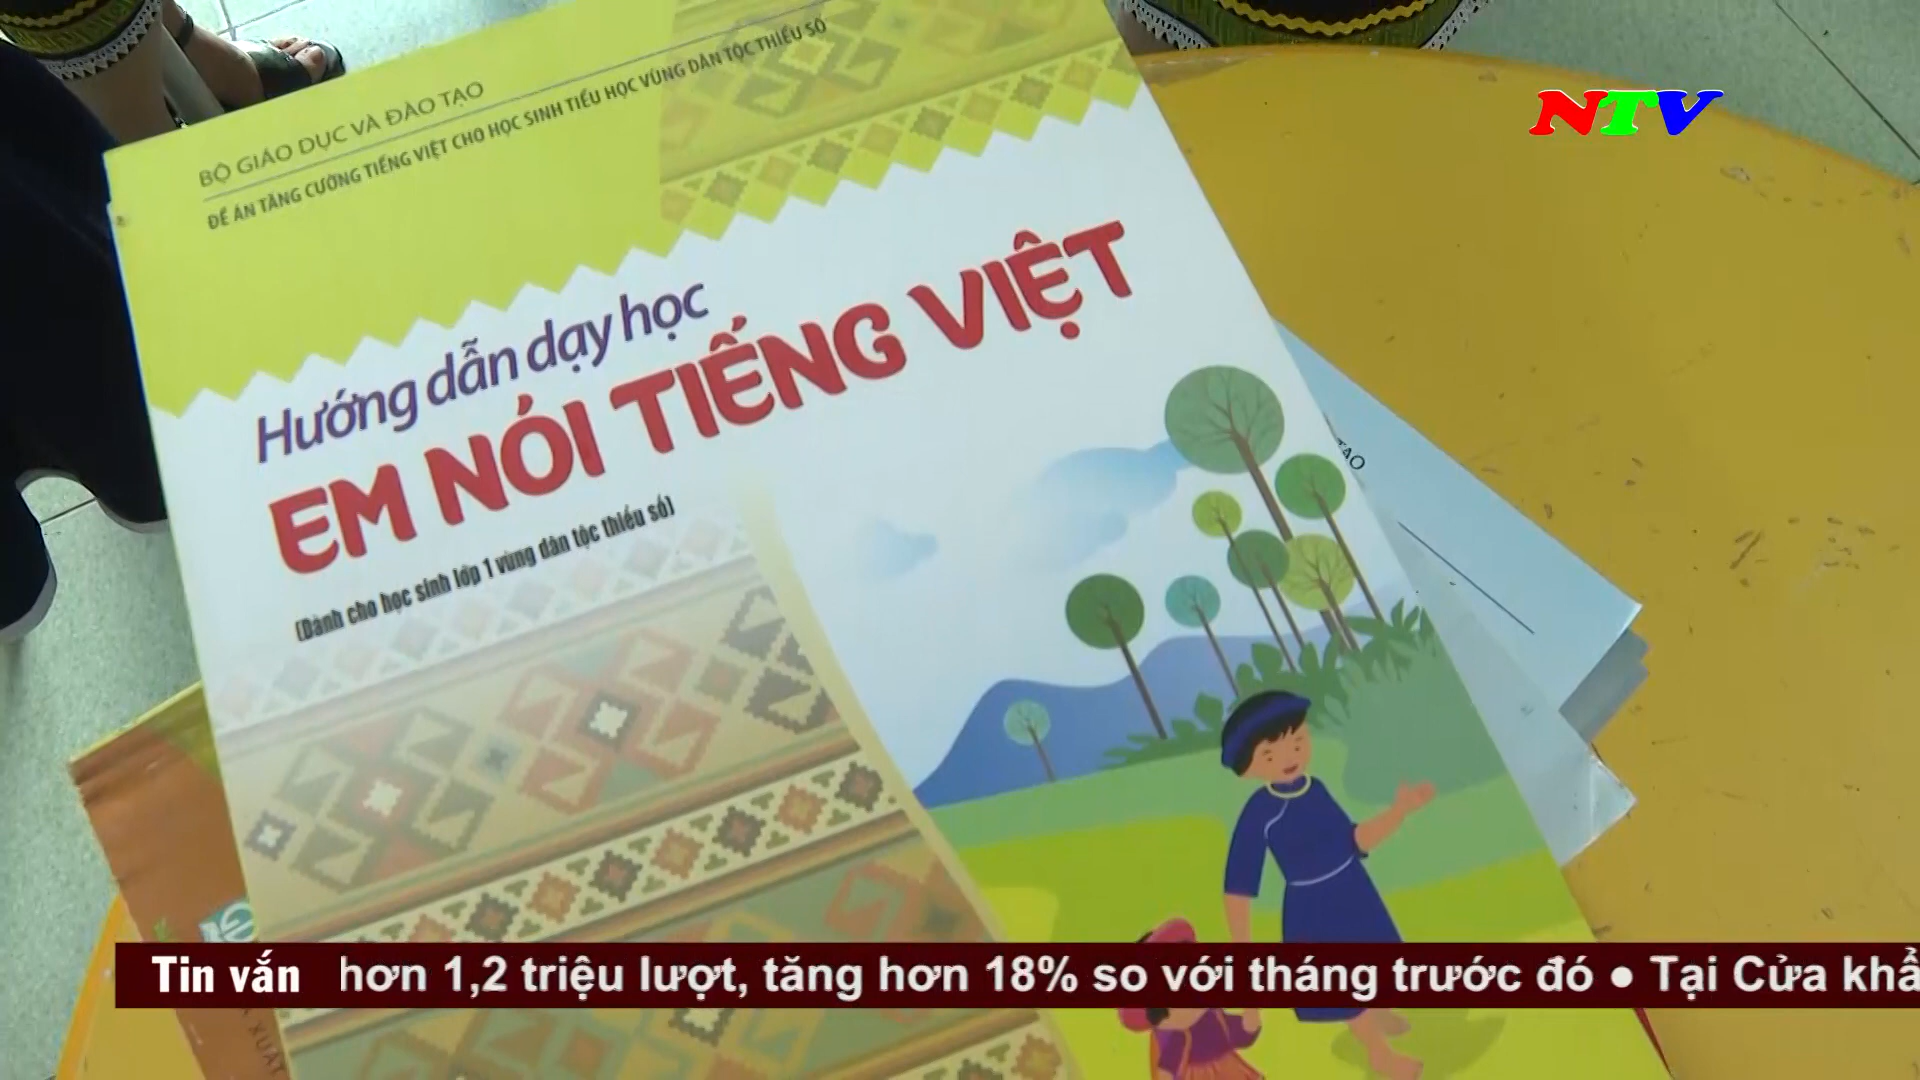 NTV
BỘ GIÁO DỤC VÀ ĐÀO TẠO
ĐỀ ÁN TĂNG CƯỜNG TIẾNG VIỆT CHO HỌC SINH TIỂU HỌC VÙNG DÂN TỘC THIỂU SỐ
Hướng dẫn dạy học
EM NÓI TIẾNG VIỆT
(Dành cho học sinh lớp 1 vùng dân tộc thiểu số)
TẠO
Tin vắn hơn 1,2 triệu lượt, tăng hơn 18% so với tháng trước đó ● Tại Cửa khẩ
XUẤT